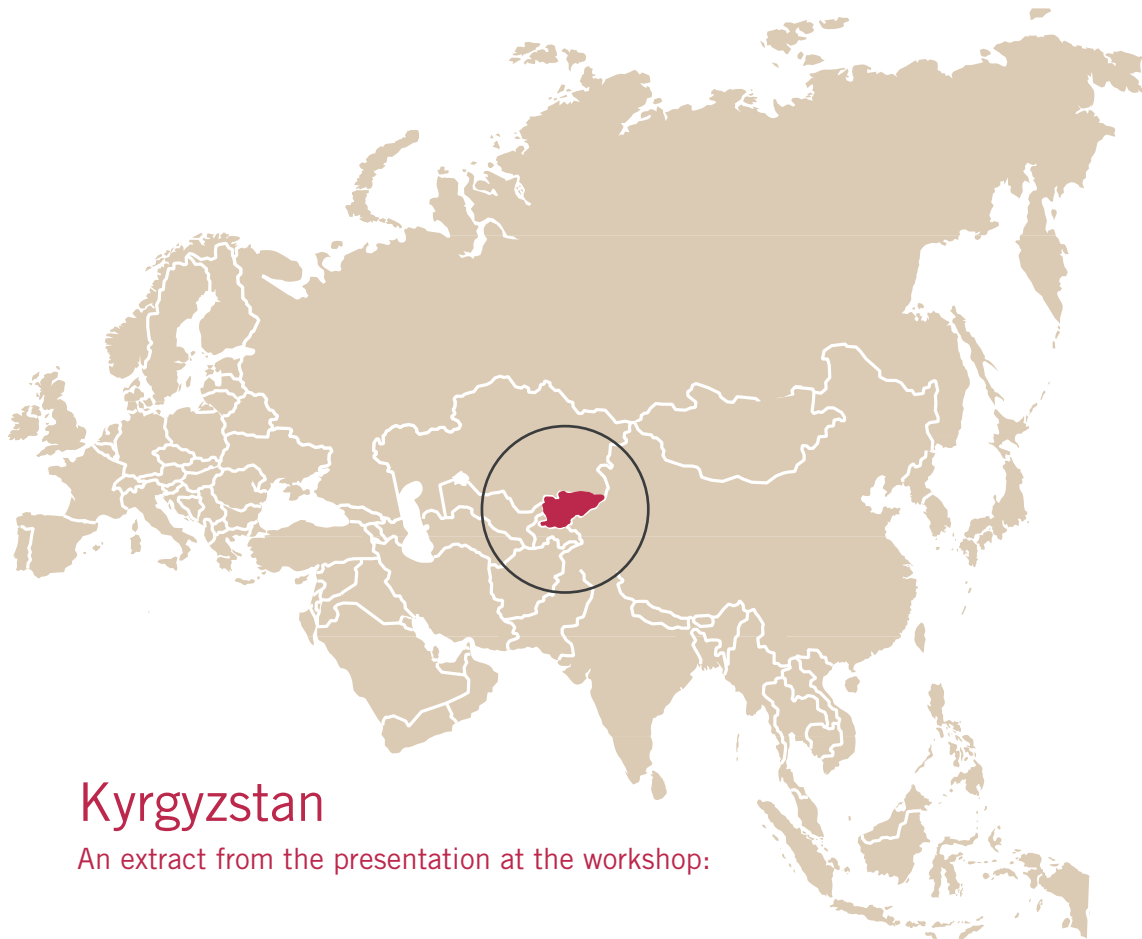 Kyrgyzstan
An extract from the presentation at the workshop: